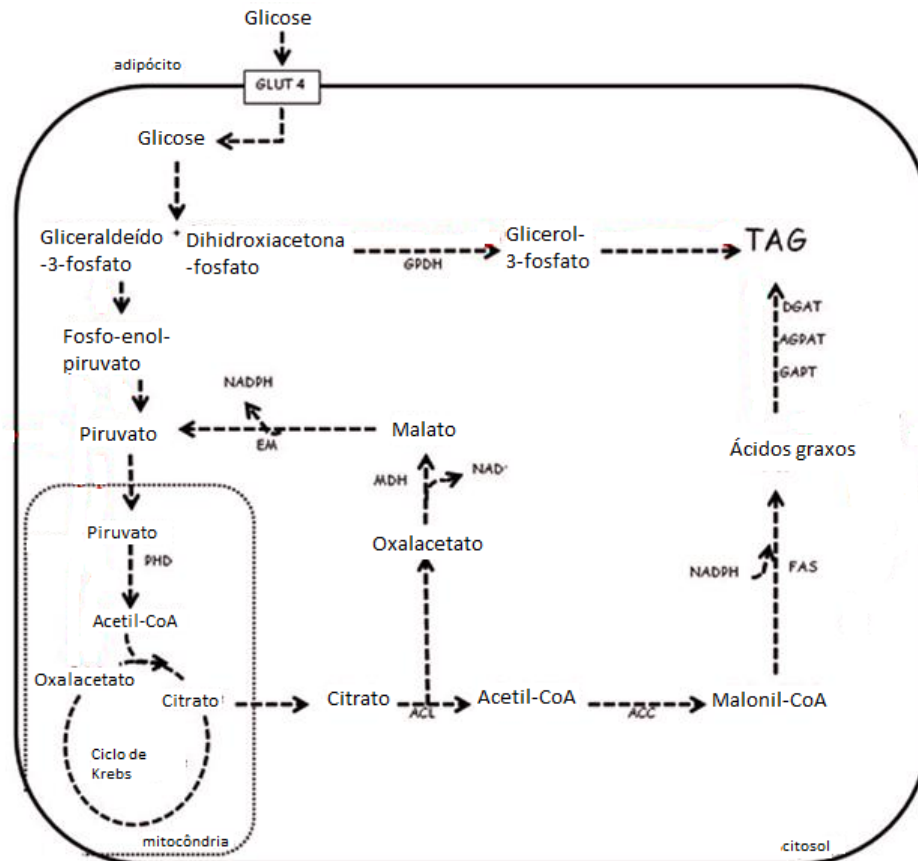 Glicose
adipócito
GLUT 4
Glicose
Gliceraldeído
-3-fosfato
+
Dihidroxiacetona
-fosfato
GPDH
Glicerol-
3-fosfato
TAG
DGAT
AGPAT
GAPT
Fosfo-enol-
piruvato
NADPH
Piruvato
EM
Malato
Ácidos graxos
MDH
NAD⁺
Piruvato
PHD
Oxalacetato
NADPH
FAS
Acetil-CoA
Oxalacetato
Citrato
Citrato
ACL
Acetil-CoA
ACC
Malonil-CoA
Ciclo de
Krebs
mitocôndria
citosol